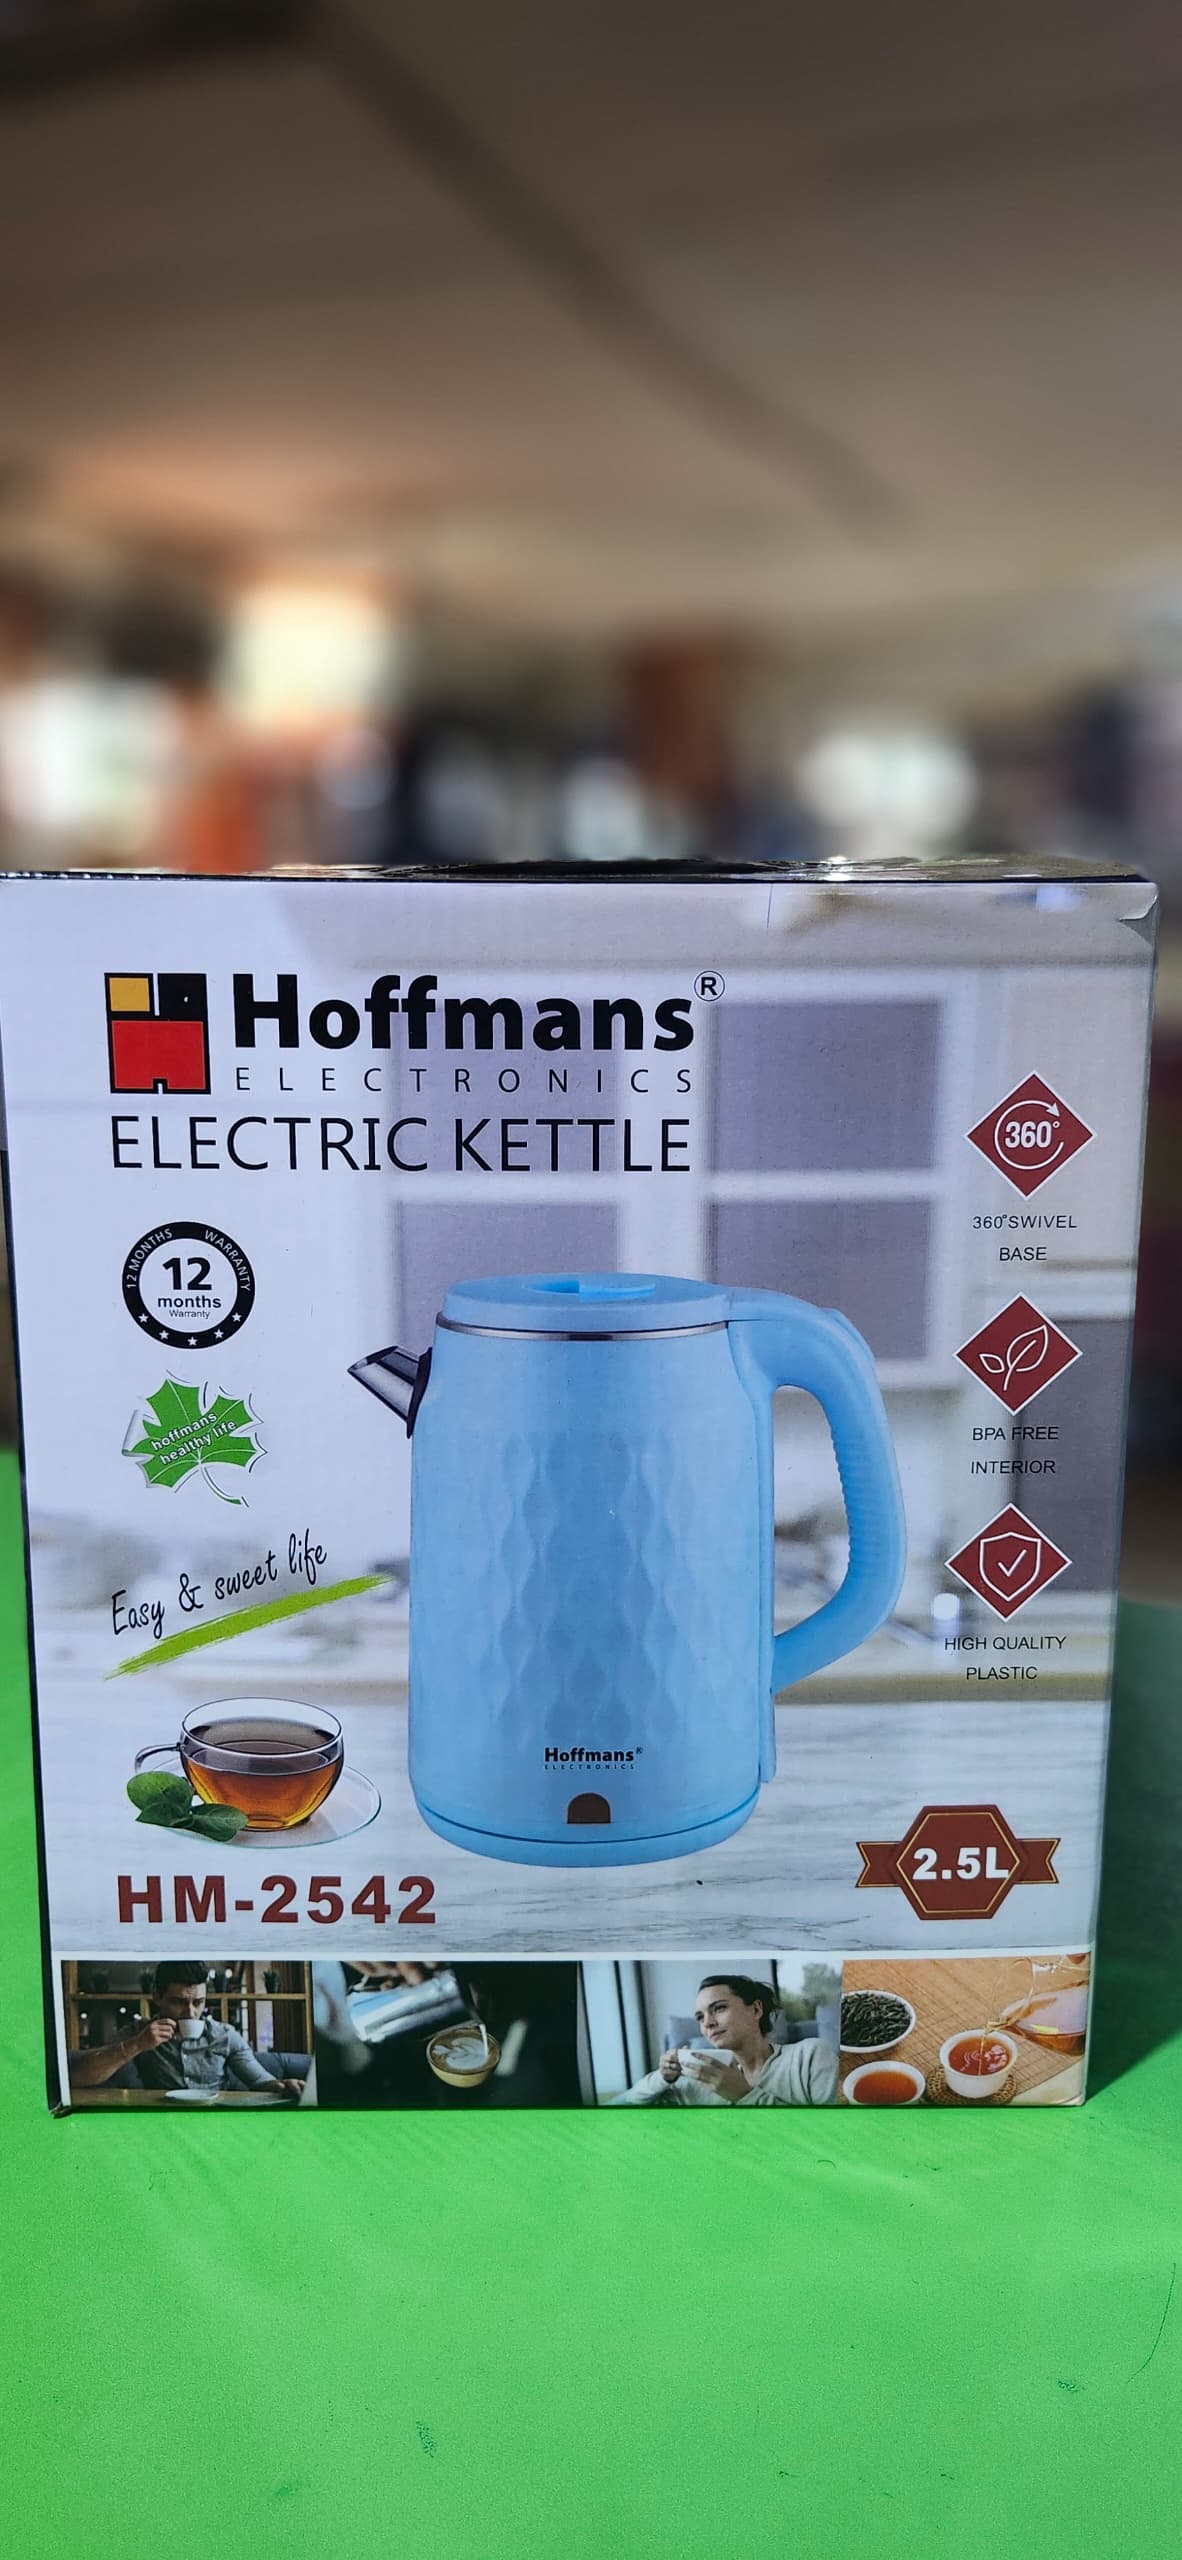 Hoffmans®
ELECTRONICS
ELECTRIC KETTLE
360°
360°SWIVEL
BASE
12 MONTHS WARRANTY
12
months
Warranty
BPA FREE
INTERIOR
hoffmans
healthy life
Easy & sweet life
HIGH QUALITY
PLASTIC
Hoffmans®
ELECTRONICS
2.5L
HM-2542